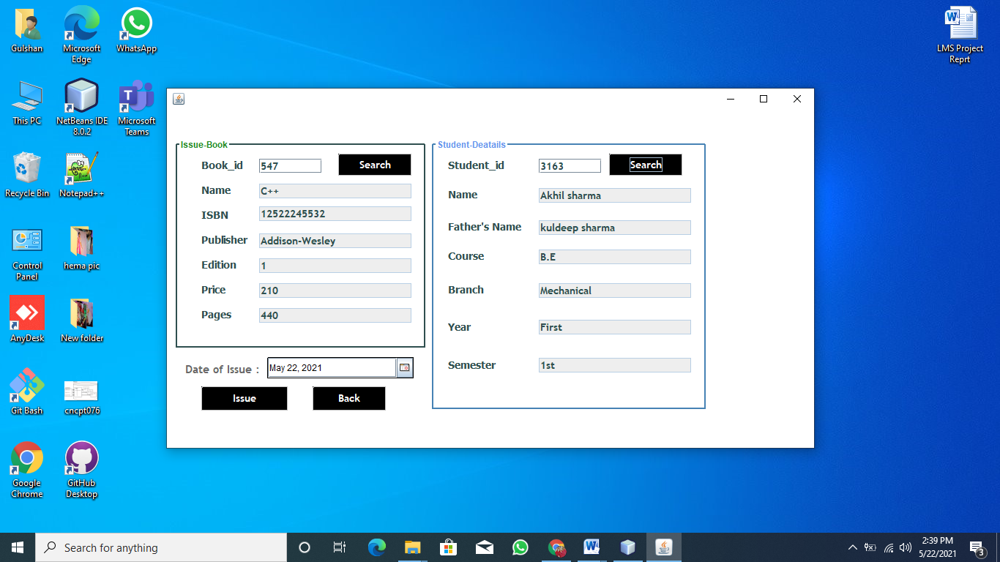 Gulshan
Microsoft Edge
WhatsApp
LMS Project Reprt
This PC
NetBeans IDE 8.0.2
Microsoft Teams
Recycle Bin
Notepad++
Control Panel
hema pic
AnyDesk
New folder
Git Bash
cncpt076
Google Chrome
GitHub Desktop
Issue-Book
Book_id 547 Search
Name C++
ISBN 12522245532
Publisher Addison-Wesley
Edition 1
Price 210
Pages 440
Date of Issue : May 22, 2021
Issue Back
Student-Deatails
Student_id 3163 Search
Name Akhil sharma
Father's Name kuldeep sharma
Course B.E
Branch Mechanical
Year First
Semester 1st
Search for anything
2:39 PM
5/22/2021
3